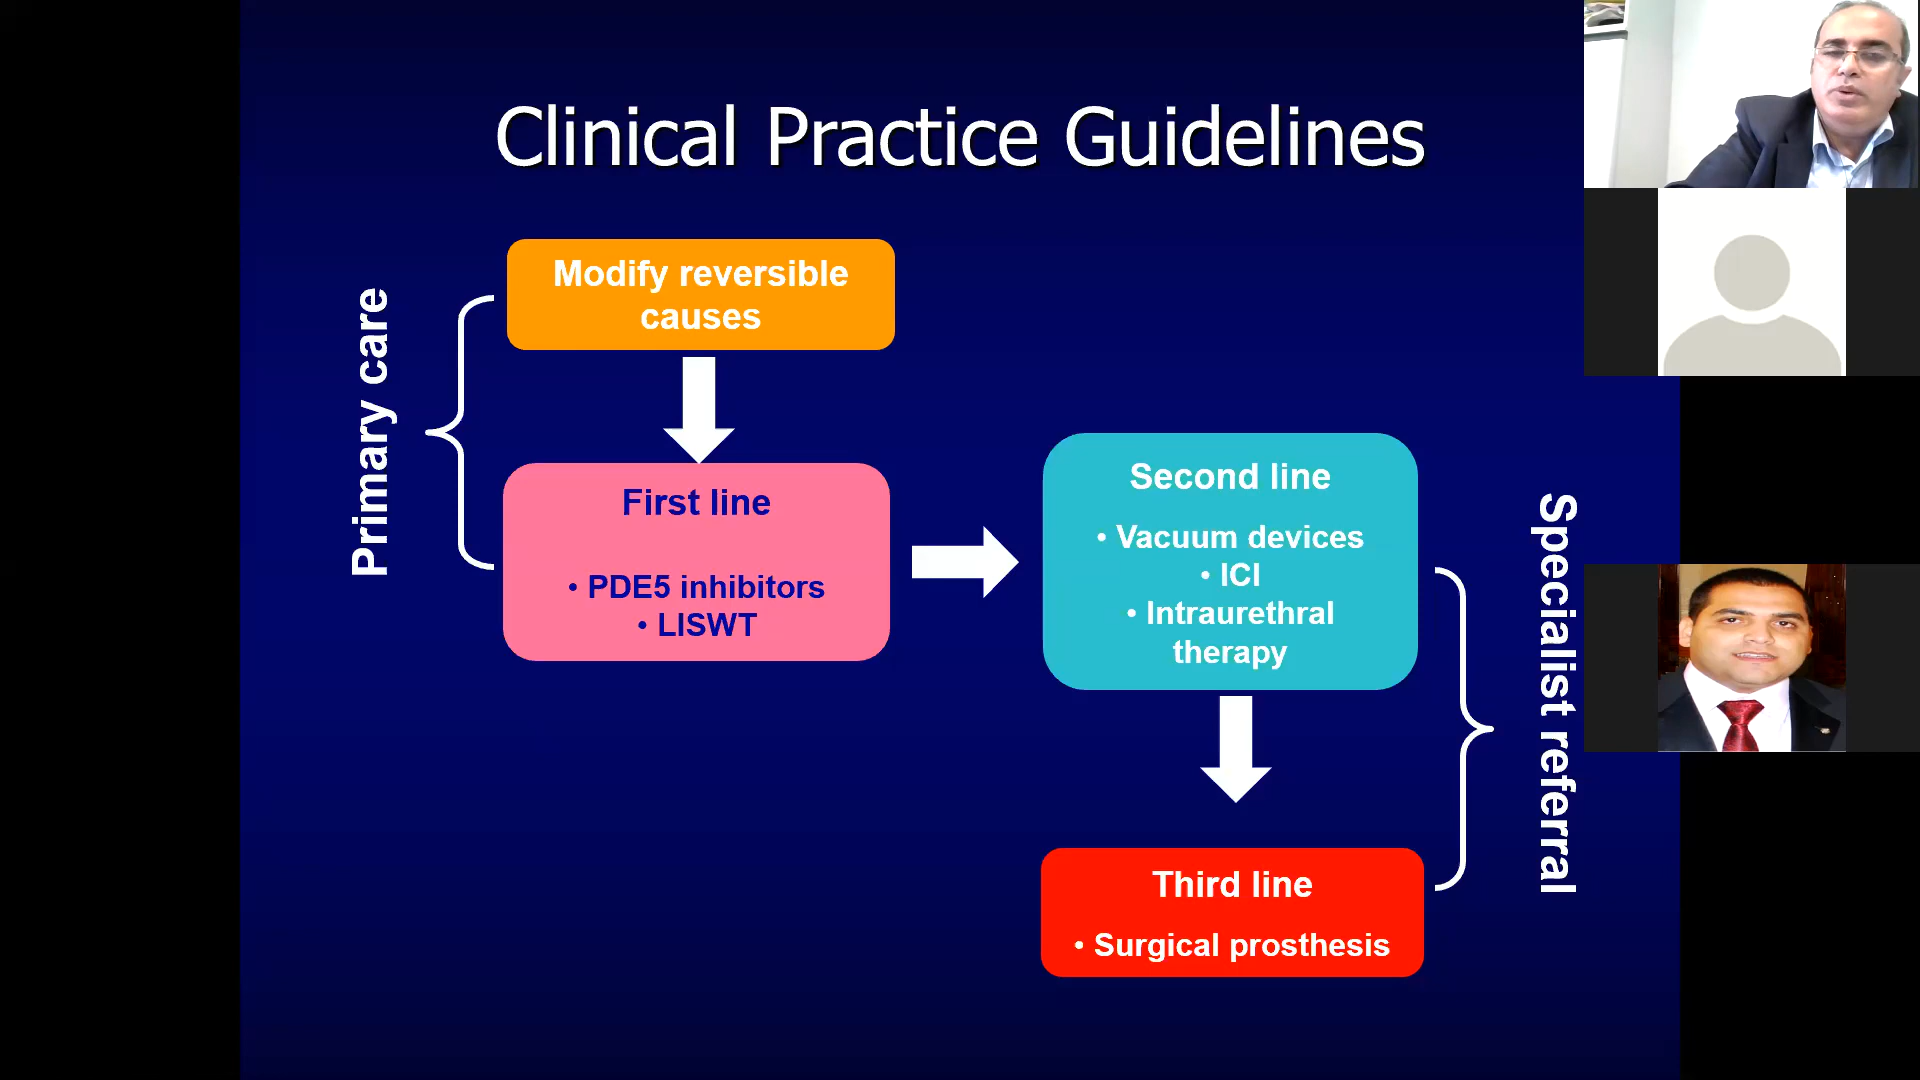 Clinical Practice Guidelines
Primary care
Modify reversible
causes
First line
• PDE5 inhibitors
• LISWT
Second line
• Vacuum devices
• ICI
• Intraurethral
therapy
Third line
• Surgical prosthesis
Specialist referral